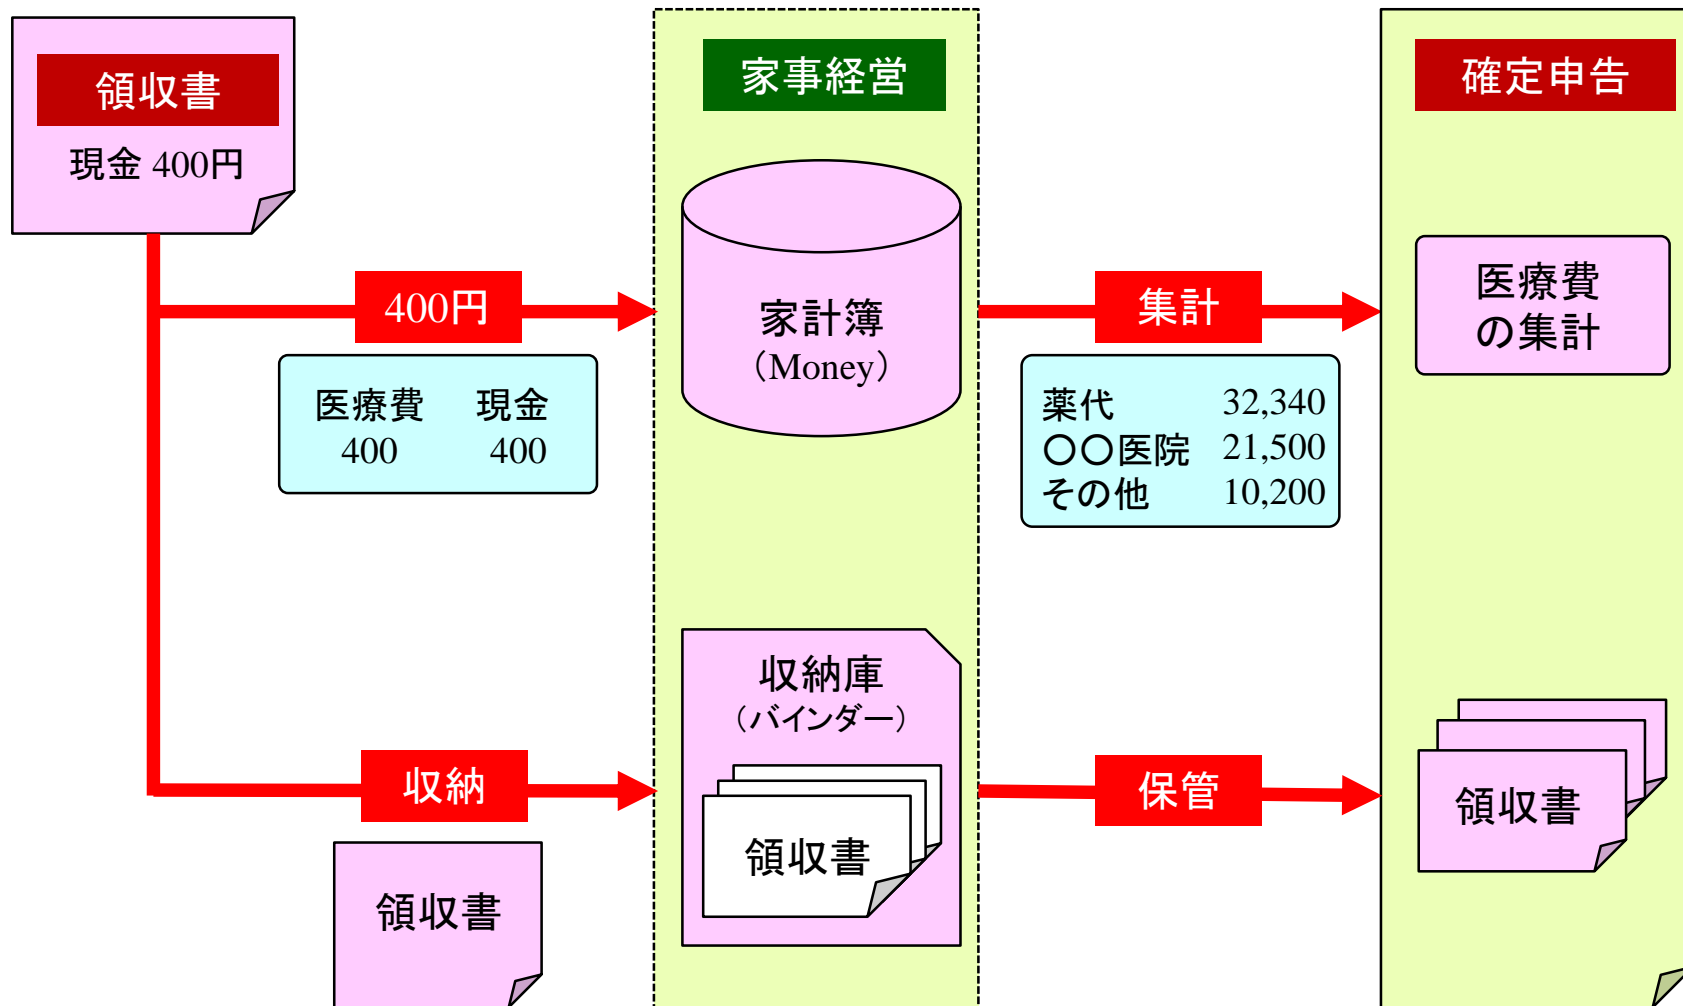 領収書
現金 400円
家事経営
確定申告
400円
医療費 現金
400 400
家計簿
（Money）
集計
薬代 32,340
〇〇医院 21,500
その他 10,200
医療費
の集計
収納
領収書
収納庫
（バインダー）
領収書
保管
領収書